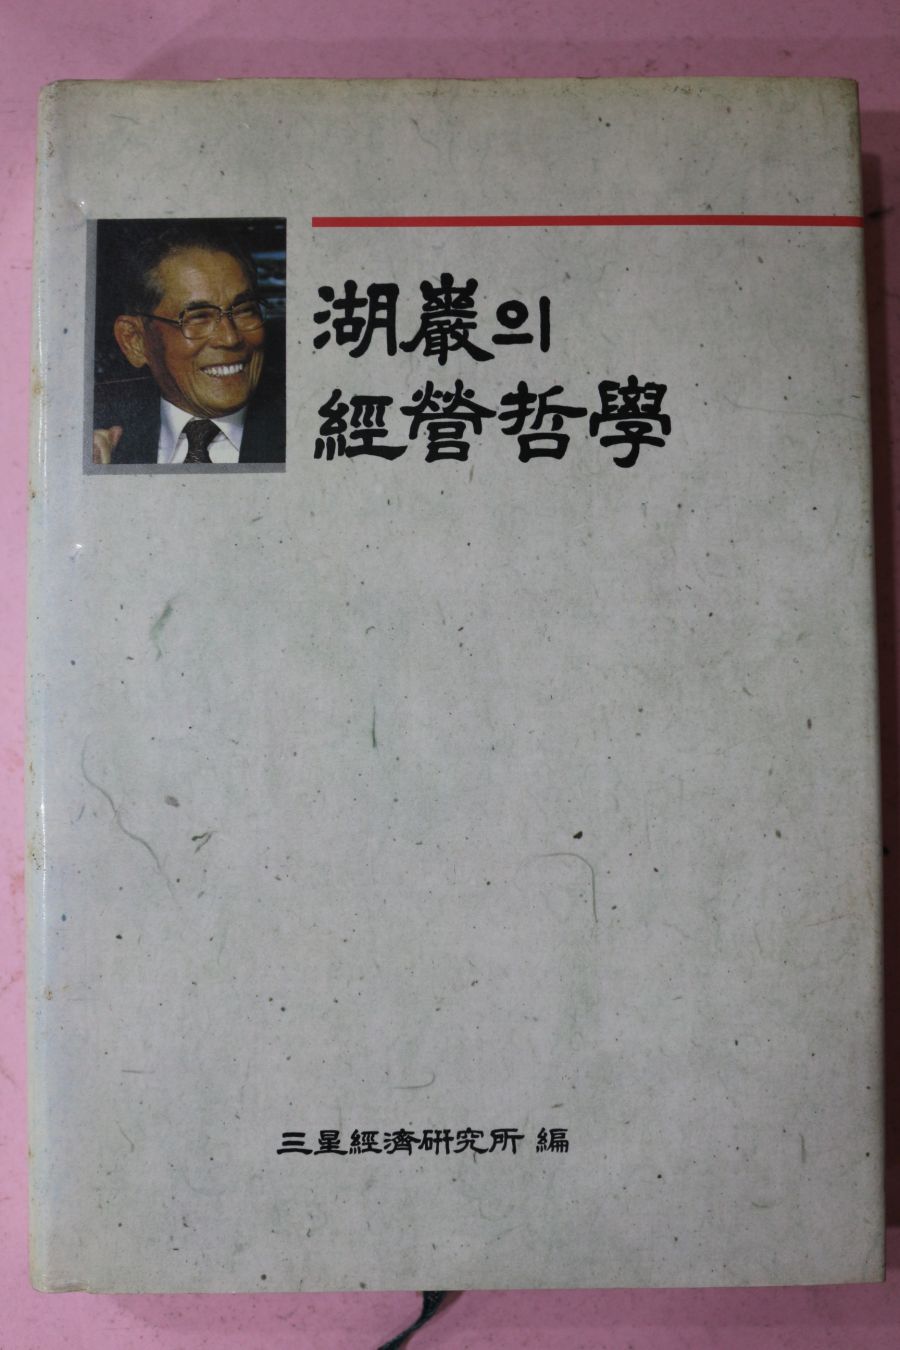 湖巖의
經營哲學
三星經濟硏究所 編